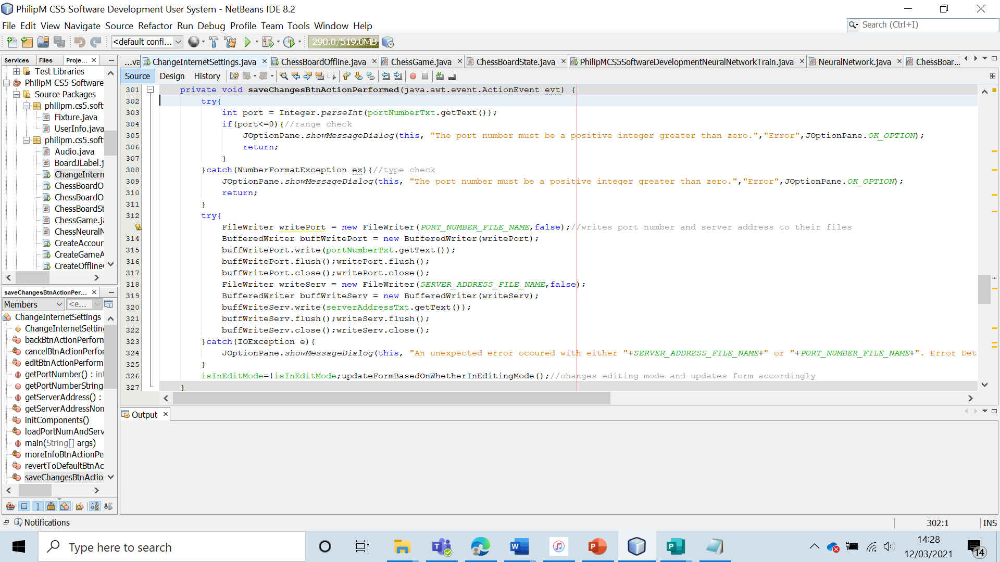 PhilipM CS5 Software Development User System - NetBeans IDE 8.2
File Edit View Navigate Source Refactor Run Debug Profile Team Tools Window Help
Search (Ctrl+I)
<default confi...
290.0/519.0MB
Services Files Proje...
...va ChangeInternetSettings.java ChessBoardOffline.java ChessGame.java ChessBoardState.java PhilipMCS5SoftwareDevelopmentNeuralNetworkTrain.java NeuralNetwork.java ChessBoar...
Source Design History
Test Libraries
PhilipM CS5 Software
Source Packages
philipm.cs5.soft
Fixture.java
UserInfo.java
philipm.cs5.soft
Audio.java
BoardJLabel.j
ChangeIntern
ChessBoardO
ChessBoardO
ChessBoardSt
ChessGame.j
ChessNeuralN
CreateAccour
CreateGameA
CreateOffline
301 private void saveChangesBtnActionPerformed(java.awt.event.ActionEvent evt) {
302 try{
303 int port = Integer.parseInt(portNumberTxt.getText());
304 if(port<=0){//range check
305 JOptionPane.showMessageDialog(this, "The port number must be a positive integer greater than zero.","Error",JOptionPane.OK_OPTION);
306 return;
307 }
308 }catch(NumberFormatException ex){//type check
309 JOptionPane.showMessageDialog(this, "The port number must be a positive integer greater than zero.","Error",JOptionPane.OK_OPTION);
310 return;
311 }
312 try{
FileWriter writePort = new FileWriter(PORT_NUMBER_FILE_NAME,false);//writes port number and server address to their files
314 BufferedWriter buffWritePort = new BufferedWriter(writePort);
315 buffWritePort.write(portNumberTxt.getText());
316 buffWritePort.flush();writePort.flush();
317 buffWritePort.close();writePort.close();
318 FileWriter writeServ = new FileWriter(SERVER_ADDRESS_FILE_NAME,false);
319 BufferedWriter buffWriteServ = new BufferedWriter(writeServ);
320 buffWriteServ.write(serverAddressTxt.getText());
321 buffWriteServ.flush();writeServ.flush();
322 buffWriteServ.close();writeServ.close();
323 }catch(IOException e){
324 JOptionPane.showMessageDialog(this, "An unexpected error occured with either "+SERVER_ADDRESS_FILE_NAME+" or "+PORT_NUMBER_FILE_NAME+". Error Det
325 }
326 isInEditMode=!isInEditMode;updateFormBasedOnWhetherInEditingMode();//changes editing mode and updates form accordingly
327 }
saveChangesBtnActionPer...
Members <e...
ChangeInternetSettings
ChangeInternetSetting
backBtnActionPerform
cancelBtnActionPerfor
editBtnActionPerform
getPortNumber() : int
getPortNumberString
getServerAddress() :
getServerAddressNon
initComponents()
loadPortNumAndServ
main(String[] args)
moreInfoBtnActionPe
revertToDefaultBtnAc
saveChangesBtnActio
Output
Notifications
302:1 INS
Type here to search
14:28
12/03/2021
14